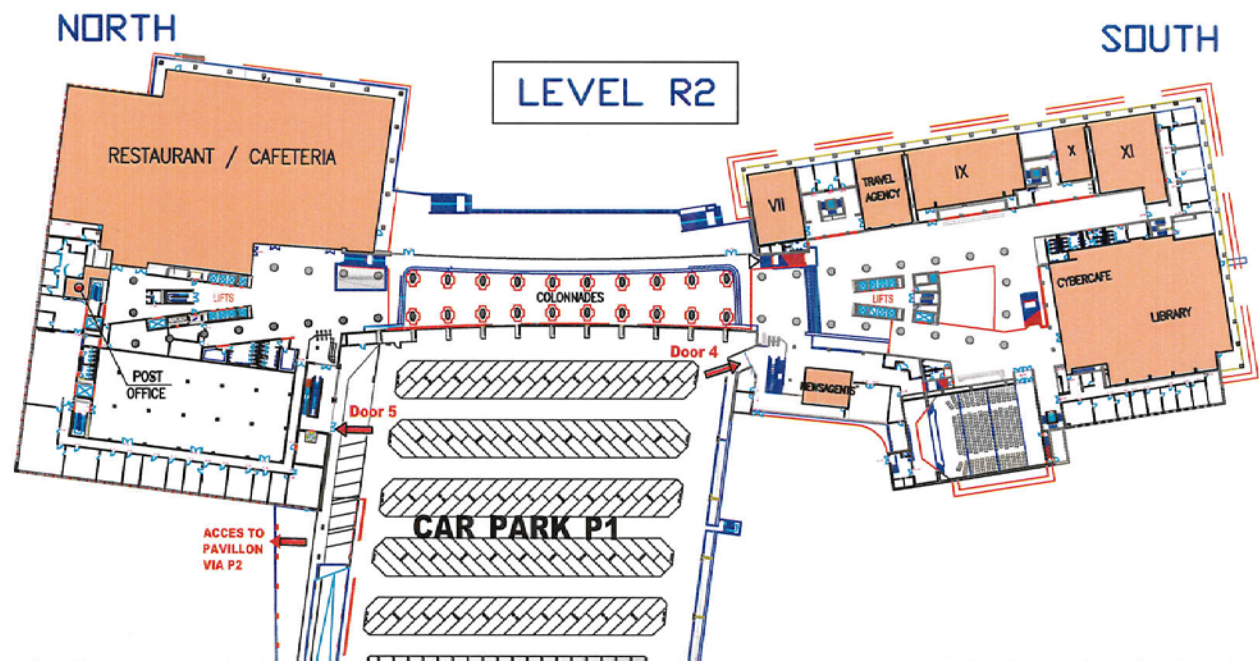 NORTH
SOUTH
LEVEL R2
RESTAURANT / CAFETERIA
VII
TRAVEL
AGENCY
IX
X
XI
LIFTS
COLONNADES
LIFTS
CYBERCAFE
LIBRARY
POST
OFFICE
Door 4
NEWSAGENTS
Door 5
CAR PARK P1
ACCES TO
PAVILLON
VIA P2